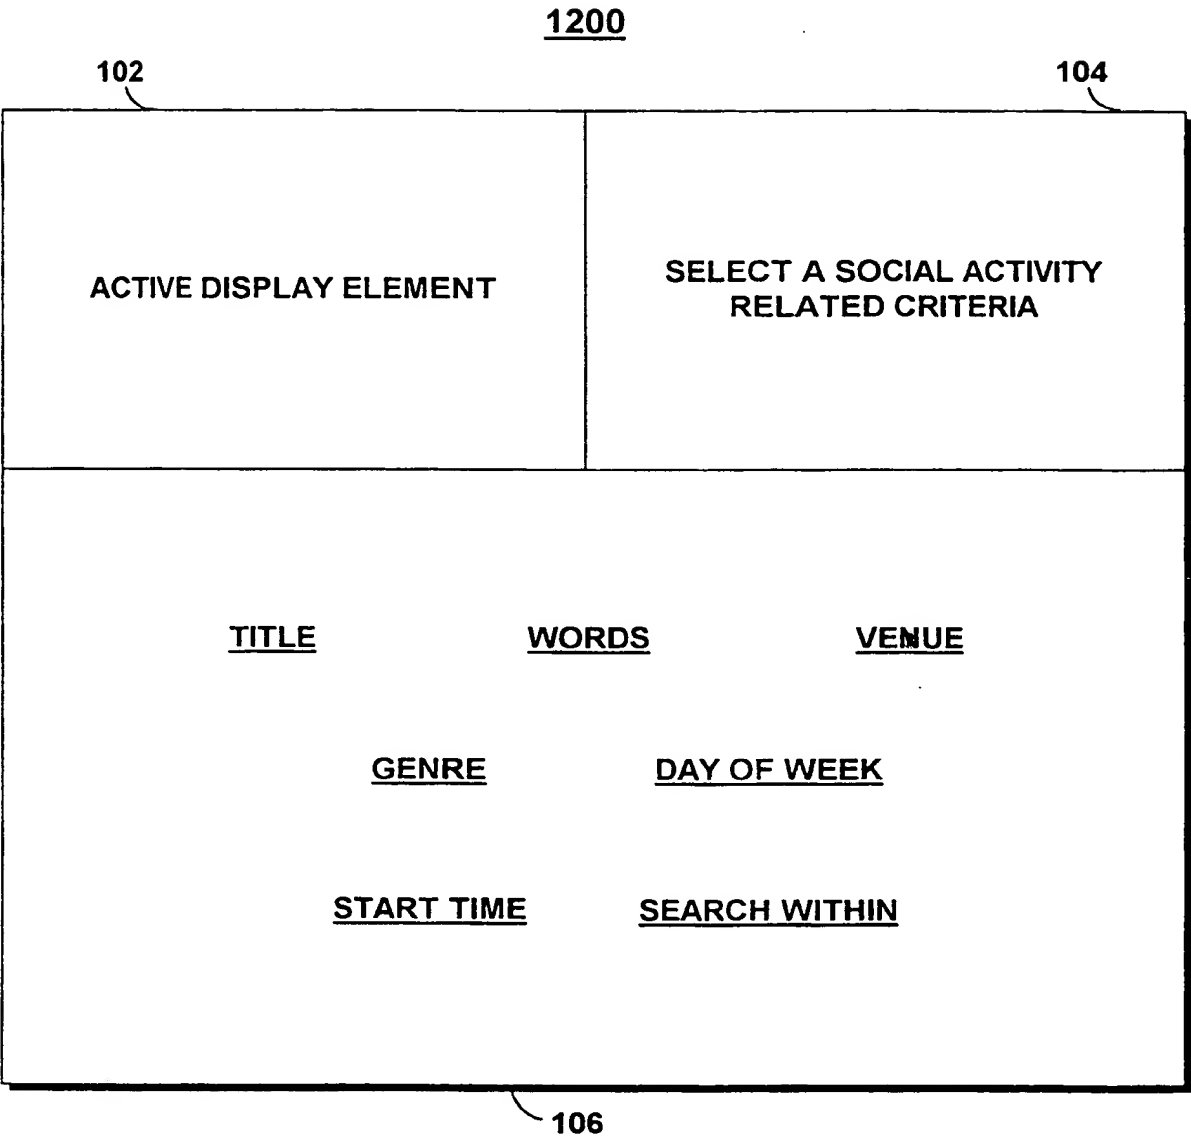 1200
102
104
ACTIVE DISPLAY ELEMENT
SELECT A SOCIAL ACTIVITY
RELATED CRITERIA
TITLE WORDS VENUE
GENRE DAY OF WEEK
START TIME SEARCH WITHIN
106